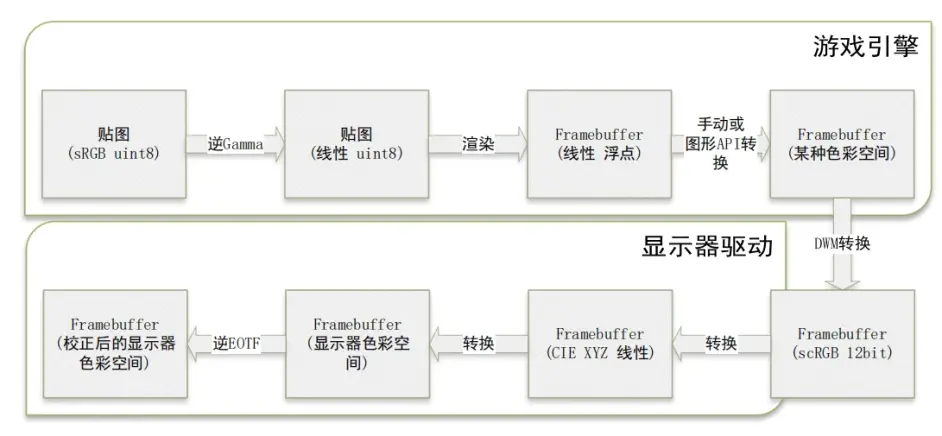 游戏引擎
贴图
(sRGB uint8)
逆Gamma
贴图
(线性 uint8)
渲染
Framebuffer
(线性 浮点)
手动或
图形API转
换
Framebuffer
(某种色彩空间)
DWM转换
显示器驱动
Framebuffer
(scRGB 12bit)
转换
Framebuffer
(CIE XYZ 线性)
转换
Framebuffer
(显示器色彩空
间)
逆EOTF
Framebuffer
(校正后的显示器
色彩空间)